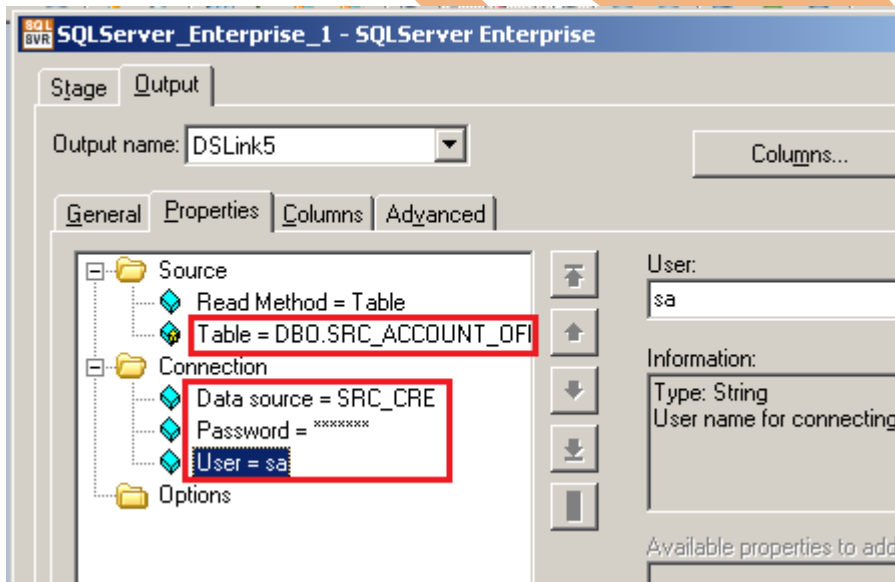 SQL
SVR
SQLServer_Enterprise_1 - SQLServer Enterprise
Stage
Output
Output name:
DSLink5
Columns...
General
Properties
Columns
Advanced
Source
Read Method = Table
Table = DBO.SRC_ACCOUNT_OFI
Connection
Data source = SRC_CRE
Password = *******
User = sa
Options
User:
sa
Information:
Type: String
User name for connecting
Available properties to add